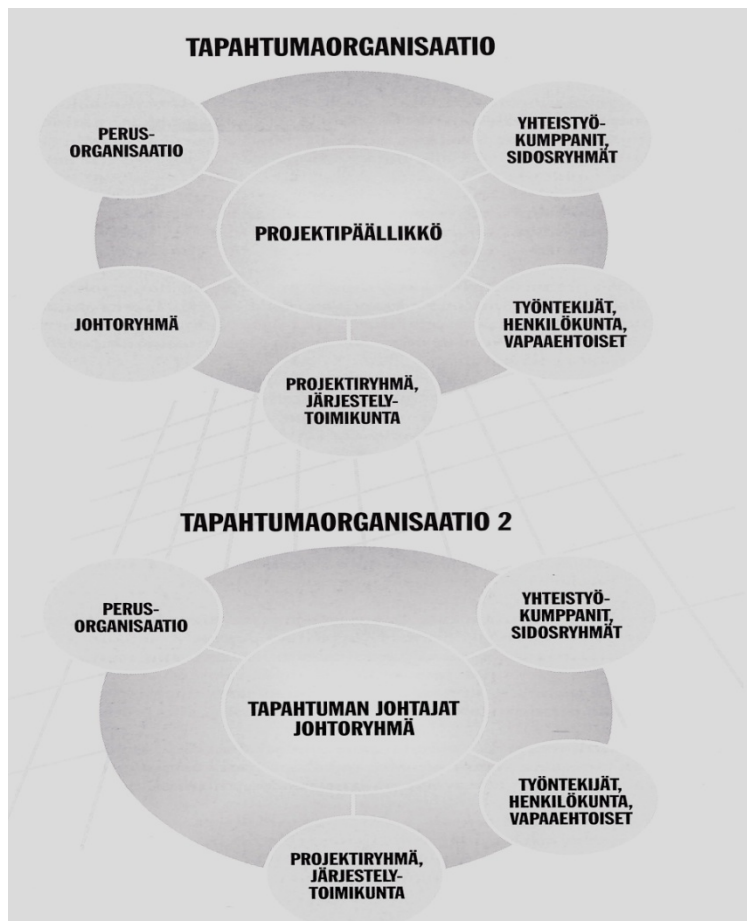 TAPAHTUMAORGANISAATIO
PERUS-
ORGANISAATIO
YHTEISTYÖ-
KUMPPANIT,
SIDOSRYHMÄT
PROJEKTIPÄÄLLIKKÖ
JOHTORYHMÄ
TYÖNTEKIJÄT,
HENKILÖKUNTA,
VAPAAEHTOISET
PROJEKTIRYHMÄ,
JÄRJESTELY-
TOIMIKUNTA
TAPAHTUMAORGANISAATIO 2
PERUS-
ORGANISAATIO
YHTEISTYÖ-
KUMPPANIT,
SIDOSRYHMÄT
TAPAHTUMAN JOHTAJAT
JOHTORYHMÄ
TYÖNTEKIJÄT,
HENKILÖKUNTA,
VAPAAEHTOISET
PROJEKTIRYHMÄ,
JÄRJESTELY-
TOIMIKUNTA